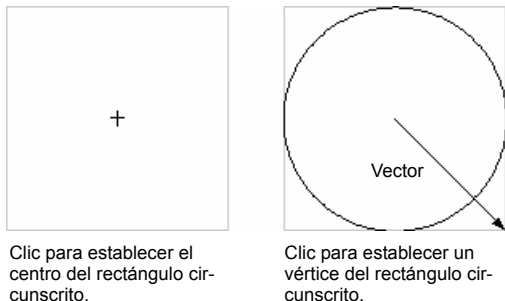 Vector
Clic para establecer el
centro del rectángulo cir-
cunscrito.
Clic para establecer un
vértice del rectángulo cir-
cunscrito.